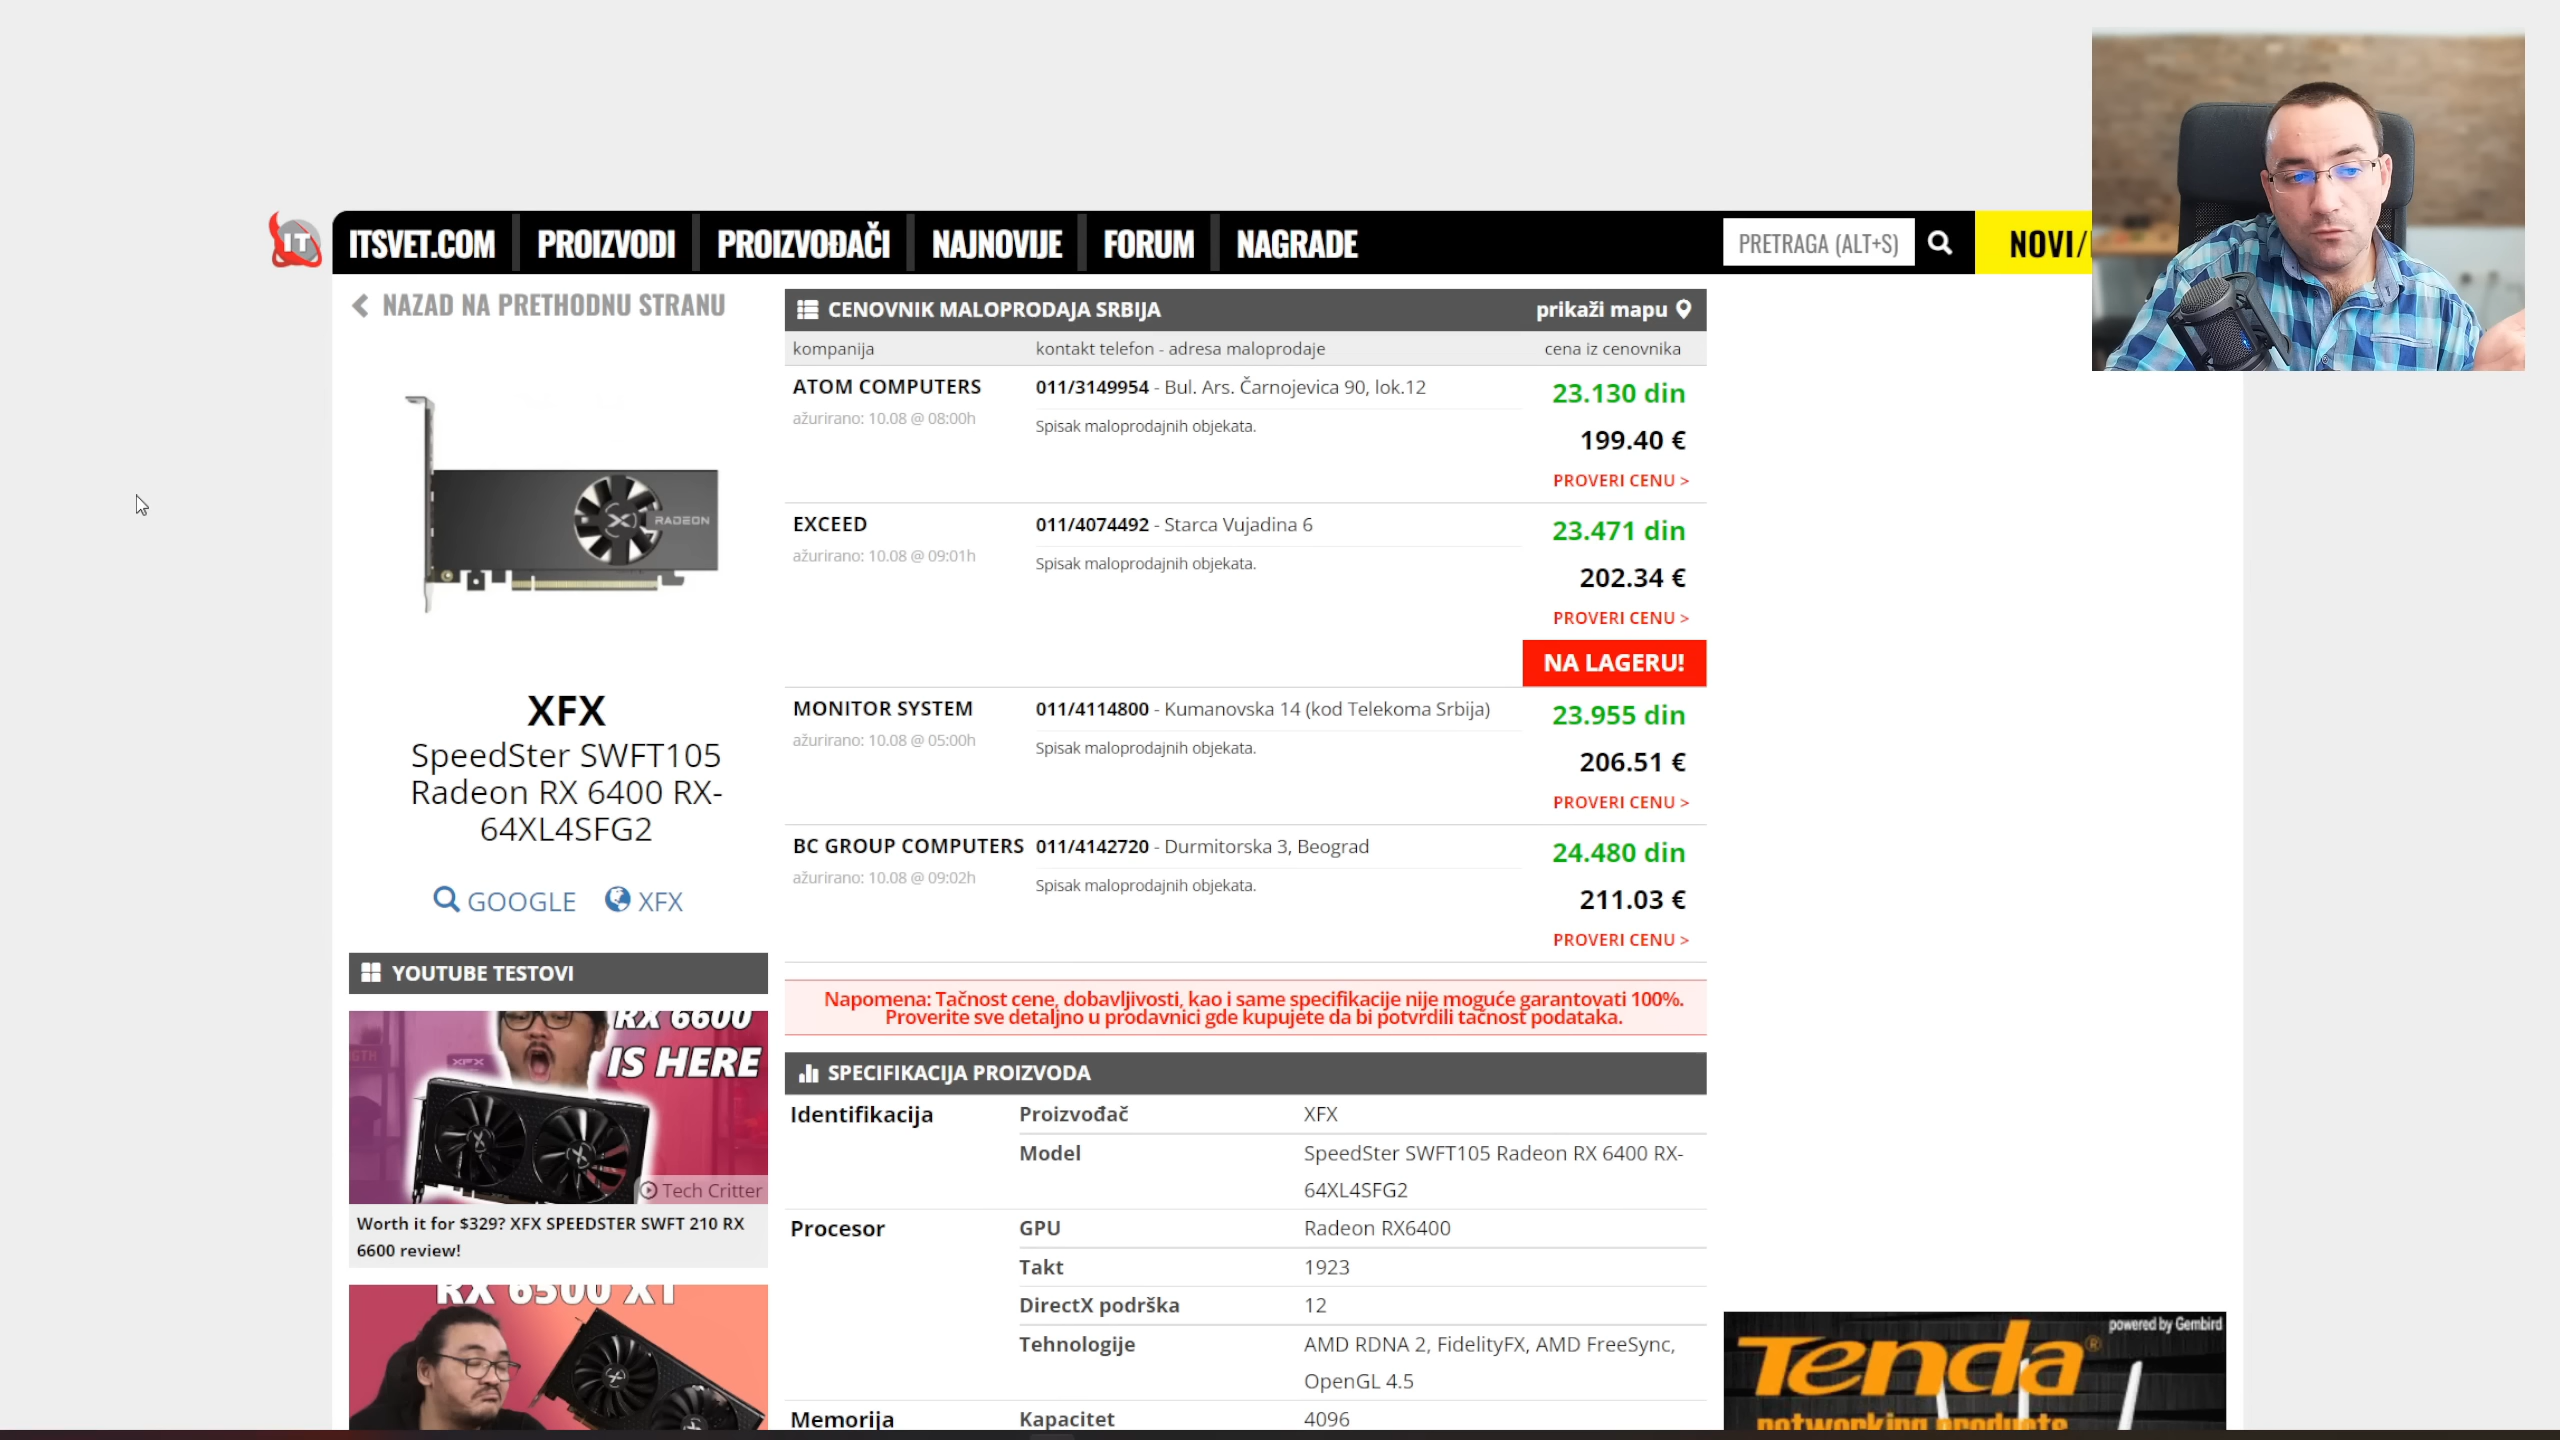 IT
ITSVET.COM PROIZVODI PROIZVOĐAČI NAJNOVIJE FORUM NAGRADE PRETRAGA (ALT+S) NOVI/
NAZAD NA PRETHODNU STRANU
RADEON
XFX
SpeedSter SWFT105
Radeon RX 6400 RX-
64XL4SFG2
GOOGLE XFX
YOUTUBE TESTOVI
RX 6600
IS HERE
XFX
Tech Critter
Worth it for $329? XFX SPEEDSTER SWFT 210 RX
6600 review!
RX 6500 XT
CENOVNIK MALOPRODAJA SRBIJA prikaži mapu
kompanija kontakt telefon - adresa maloprodaje cena iz cenovnika
ATOM COMPUTERS 011/3149954 - Bul. Ars. Čarnojevica 90, lok.12 23.130 din
ažurirano: 10.08 @ 08:00h Spisak maloprodajnih objekata. 199.40 €
PROVERI CENU >
EXCEED 011/4074492 - Starca Vujadina 6 23.471 din
ažurirano: 10.08 @ 09:01h Spisak maloprodajnih objekata. 202.34 €
PROVERI CENU >
NA LAGERU!
MONITOR SYSTEM 011/4114800 - Kumanovska 14 (kod Telekoma Srbija) 23.955 din
ažurirano: 10.08 @ 05:00h Spisak maloprodajnih objekata. 206.51 €
PROVERI CENU >
BC GROUP COMPUTERS 011/4142720 - Durmitorska 3, Beograd 24.480 din
ažurirano: 10.08 @ 09:02h Spisak maloprodajnih objekata. 211.03 €
PROVERI CENU >
Napomena: Tačnost cene, dobavljivosti, kao i same specifikacije nije moguće garantovati 100%.
Proverite sve detaljno u prodavnici gde kupujete da bi potvrdili tačnost podataka.
SPECIFIKACIJA PROIZVODA
Identifikacija Proizvođač XFX
Model SpeedSter SWFT105 Radeon RX 6400 RX-
64XL4SFG2
Procesor GPU Radeon RX6400
Takt 1923
DirectX podrška 12
Tehnologije AMD RDNA 2, FidelityFX, AMD FreeSync,
OpenGL 4.5
Memorija Kapacitet 4096
powered by Gembird
Tenda®
networking products